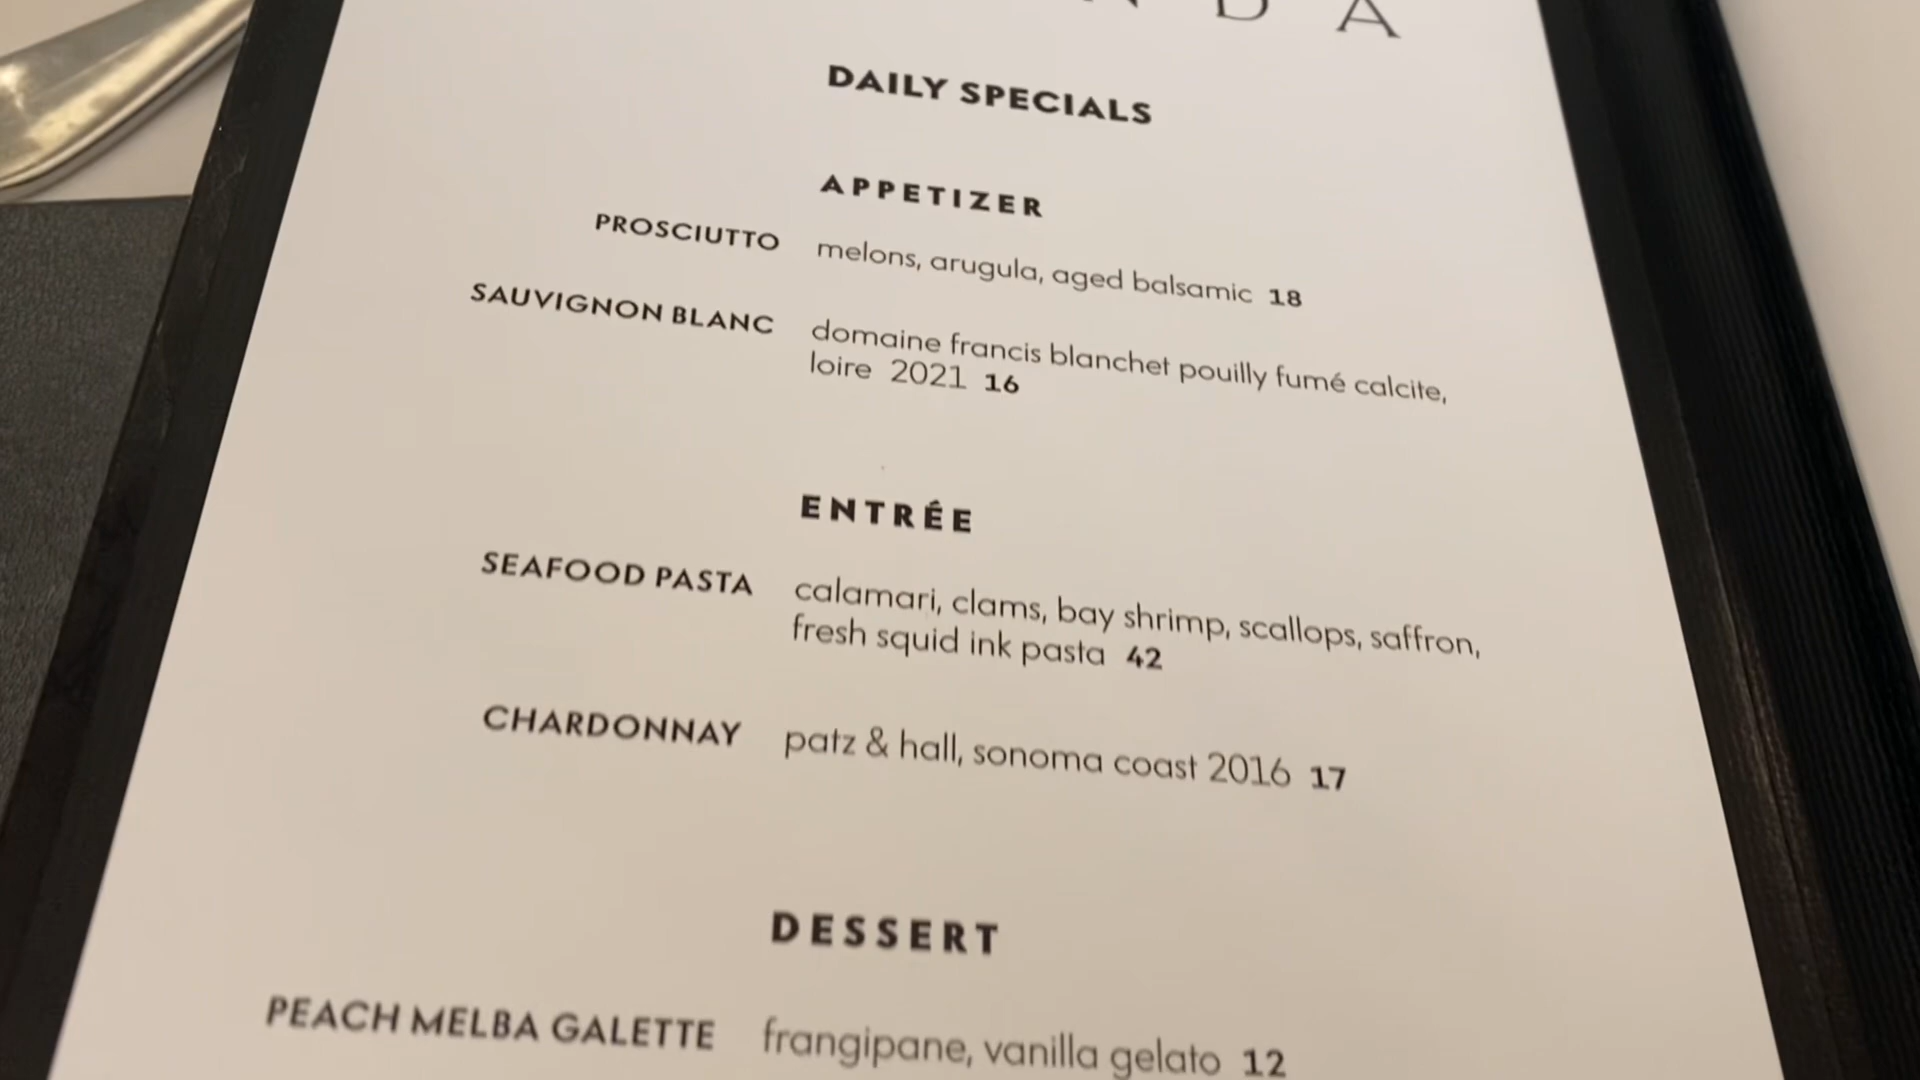 DAILY SPECIALS
APPETIZER
PROSCIUTTO melons, arugula, aged balsamic 18
SAUVIGNON BLANC domaine francis blanchet pouilly fumé calcite,
loire 2021 16
ENTRÉE
SEAFOOD PASTA calamari, clams, bay shrimp, scallops, saffron,
fresh squid ink pasta 42
CHARDONNAY patz & hall, sonoma coast 2016 17
DESSERT
PEACH MELBA GALETTE frangipane, vanilla gelato 12